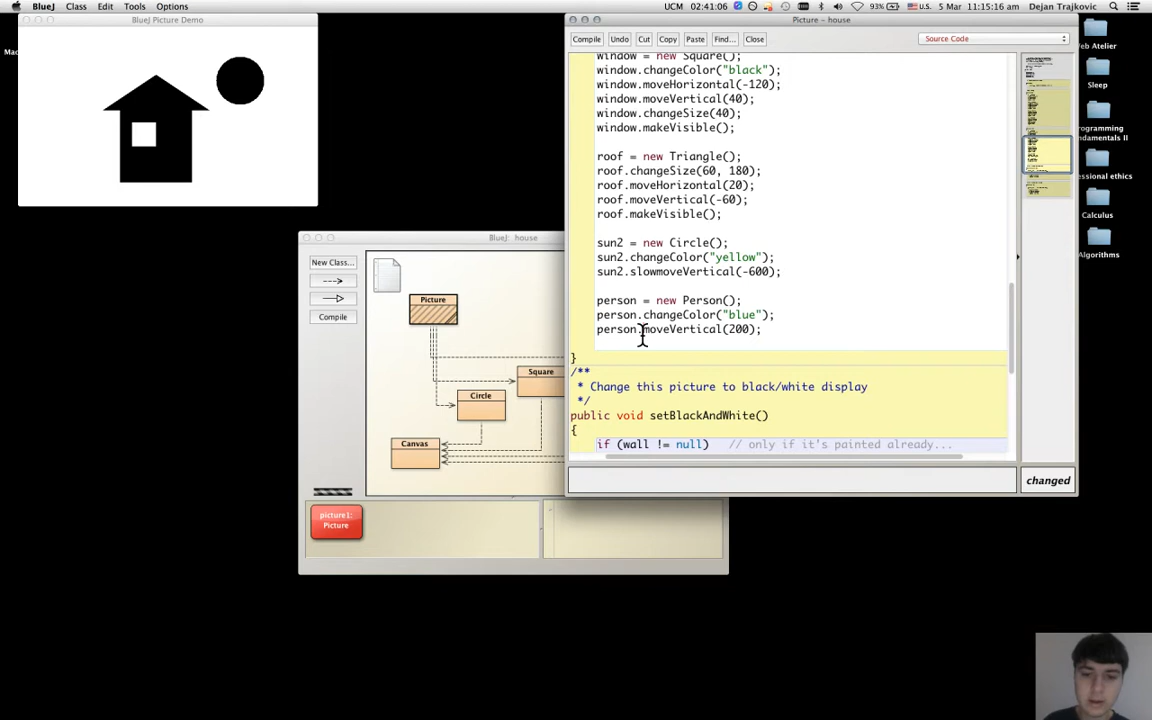 BlueJ Class Edit Tools Options
UCM 02:41:06 93% U.S. 5 Mar 11:15:16 am Dejan Trajkovic
BlueJ Picture Demo
Picture - house
Compile Undo Cut Copy Paste Find... Close Source Code
window = new Square();
window.changeColor("black");
window.moveHorizontal(-120);
window.moveVertical(40);
window.changeSize(40);
window.makeVisible();
roof = new Triangle();
roof.changeSize(60, 180);
roof.moveHorizontal(20);
roof.moveVertical(-60);
roof.makeVisible();
sun2 = new Circle();
sun2.changeColor("yellow");
sun2.slowmoveVertical(-600);
person = new Person();
person.changeColor("blue");
person.moveVertical(200);
}
/**
* Change this picture to black/white display
*/
public void setBlackAndWhite()
{
if (wall != null) // only if it's painted already...
changed
BlueJ: house
New Class...
Compile
Picture
Square
Circle
Canvas
picture1:
Picture
Mac
eb Atelier
Sleep
rogramming
ndamentals II
essional ethics
Calculus
Algorithms